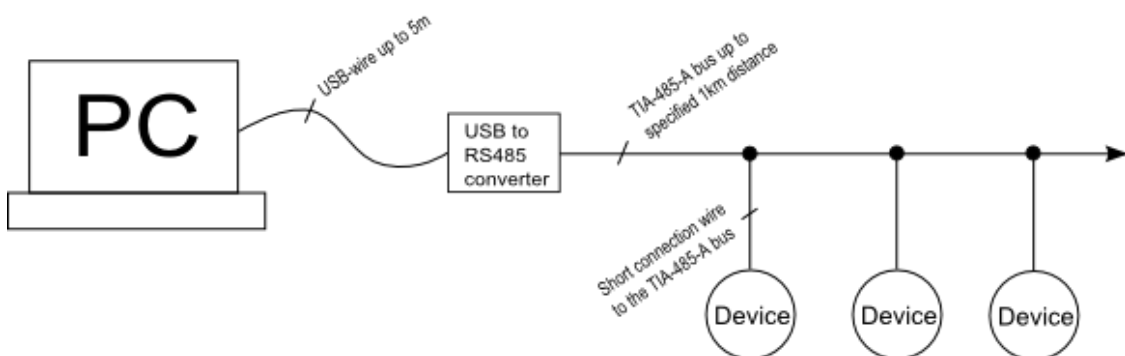 PC
USB-wire up to 5m
USB to
RS485
converter
TIA-485-A bus up to
specified 1km distance
Short connection wire
to the TIA-485-A bus
Device
Device
Device